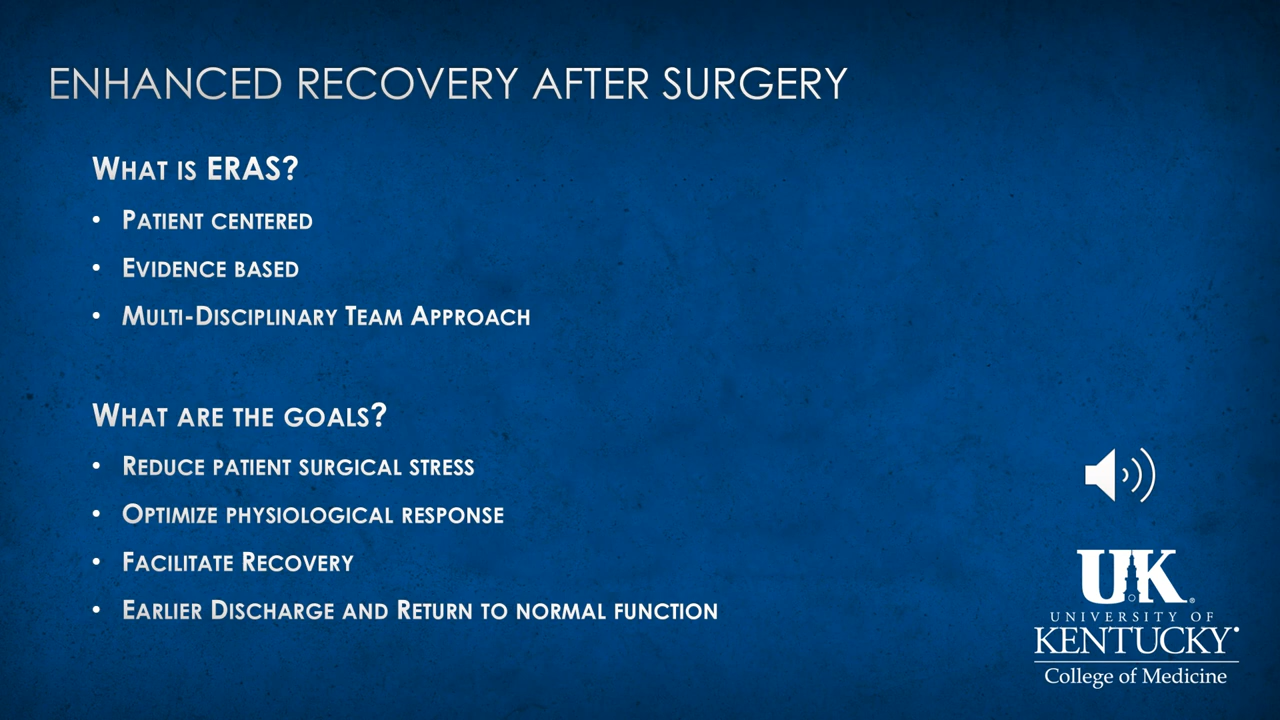 ENHANCED RECOVERY AFTER SURGERY
WHAT IS ERAS?
• PATIENT CENTERED
• EVIDENCE BASED
• MULTI-DISCIPLINARY TEAM APPROACH
WHAT ARE THE GOALS?
• REDUCE PATIENT SURGICAL STRESS
• OPTIMIZE PHYSIOLOGICAL RESPONSE
• FACILITATE RECOVERY
• EARLIER DISCHARGE AND RETURN TO NORMAL FUNCTION
UK®
UNIVERSITY OF
KENTUCKY
College of Medicine